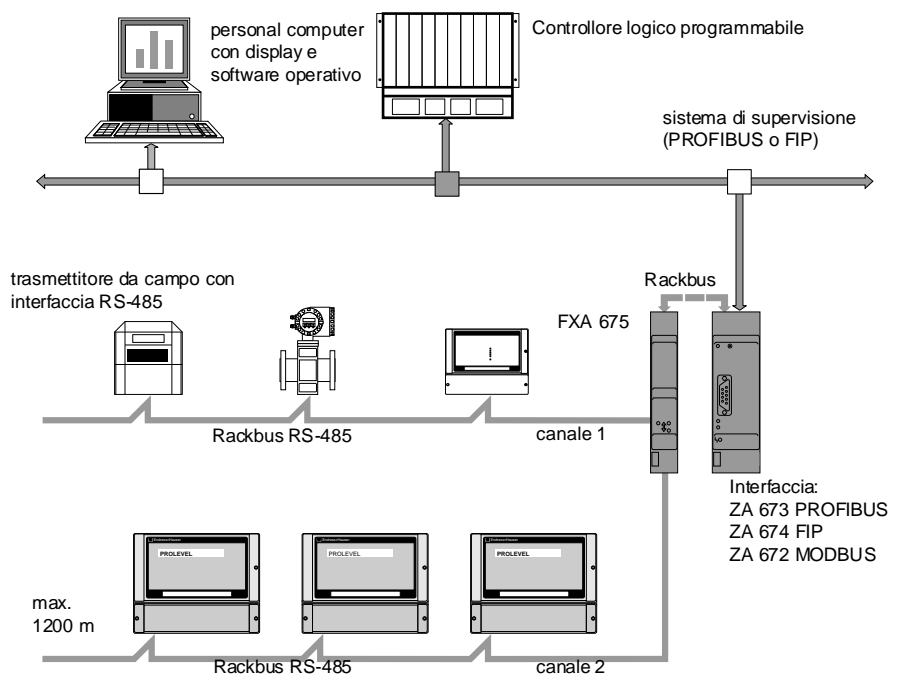 personal computer
con display e
software operativo
Controllore logico programmabile
sistema di supervisione
(PROFIBUS o FIP)
trasmettitore da campo con
interfaccia RS-485
Rackbus
FXA 675
Rackbus RS-485
canale 1
Interfaccia:
ZA 673 PROFIBUS
ZA 674 FIP
ZA 672 MODBUS
PROLEVEL
PROLEVEL
PROLEVEL
max.
1200 m
Rackbus RS-485
canale 2